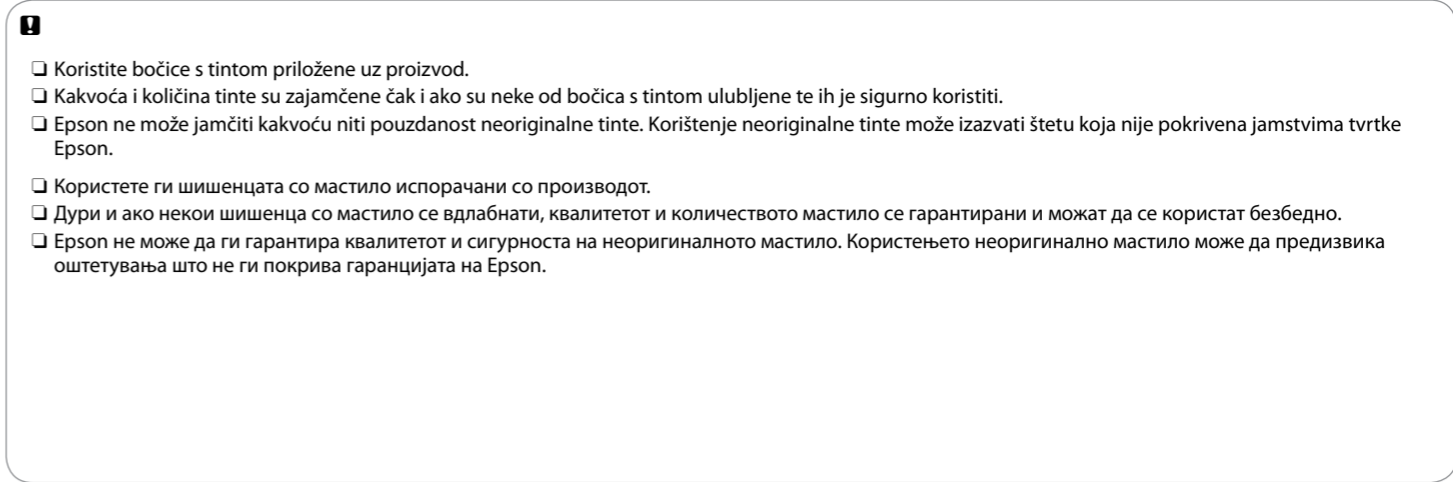 ❏ Koristite bočice s tintom priložene uz proizvod.
❏ Kakvoća i količina tinte su zajamčene čak i ako su neke od bočica s tintom ulubljene te ih je sigurno koristiti.
❏ Epson ne može jamčiti kakvoću niti pouzdanost neoriginalne tinte. Korištenje neoriginalne tinte može izazvati štetu koja nije pokrivena jamstvima tvrtke
Epson.
❏ Користете ги шишенцата со мастило испорачани со производот.
❏ Дури и ако некои шишенца со мастило се вдлабнати, квалитетот и количеството мастило се гарантирани и можат да се користат безбедно.
❏ Epson не може да ги гарантира квалитетот и сигурноста на неоригиналното мастило. Користењето неоригинално мастило може да предизвика
оштетувања што не ги покрива гаранцијата на Epson.